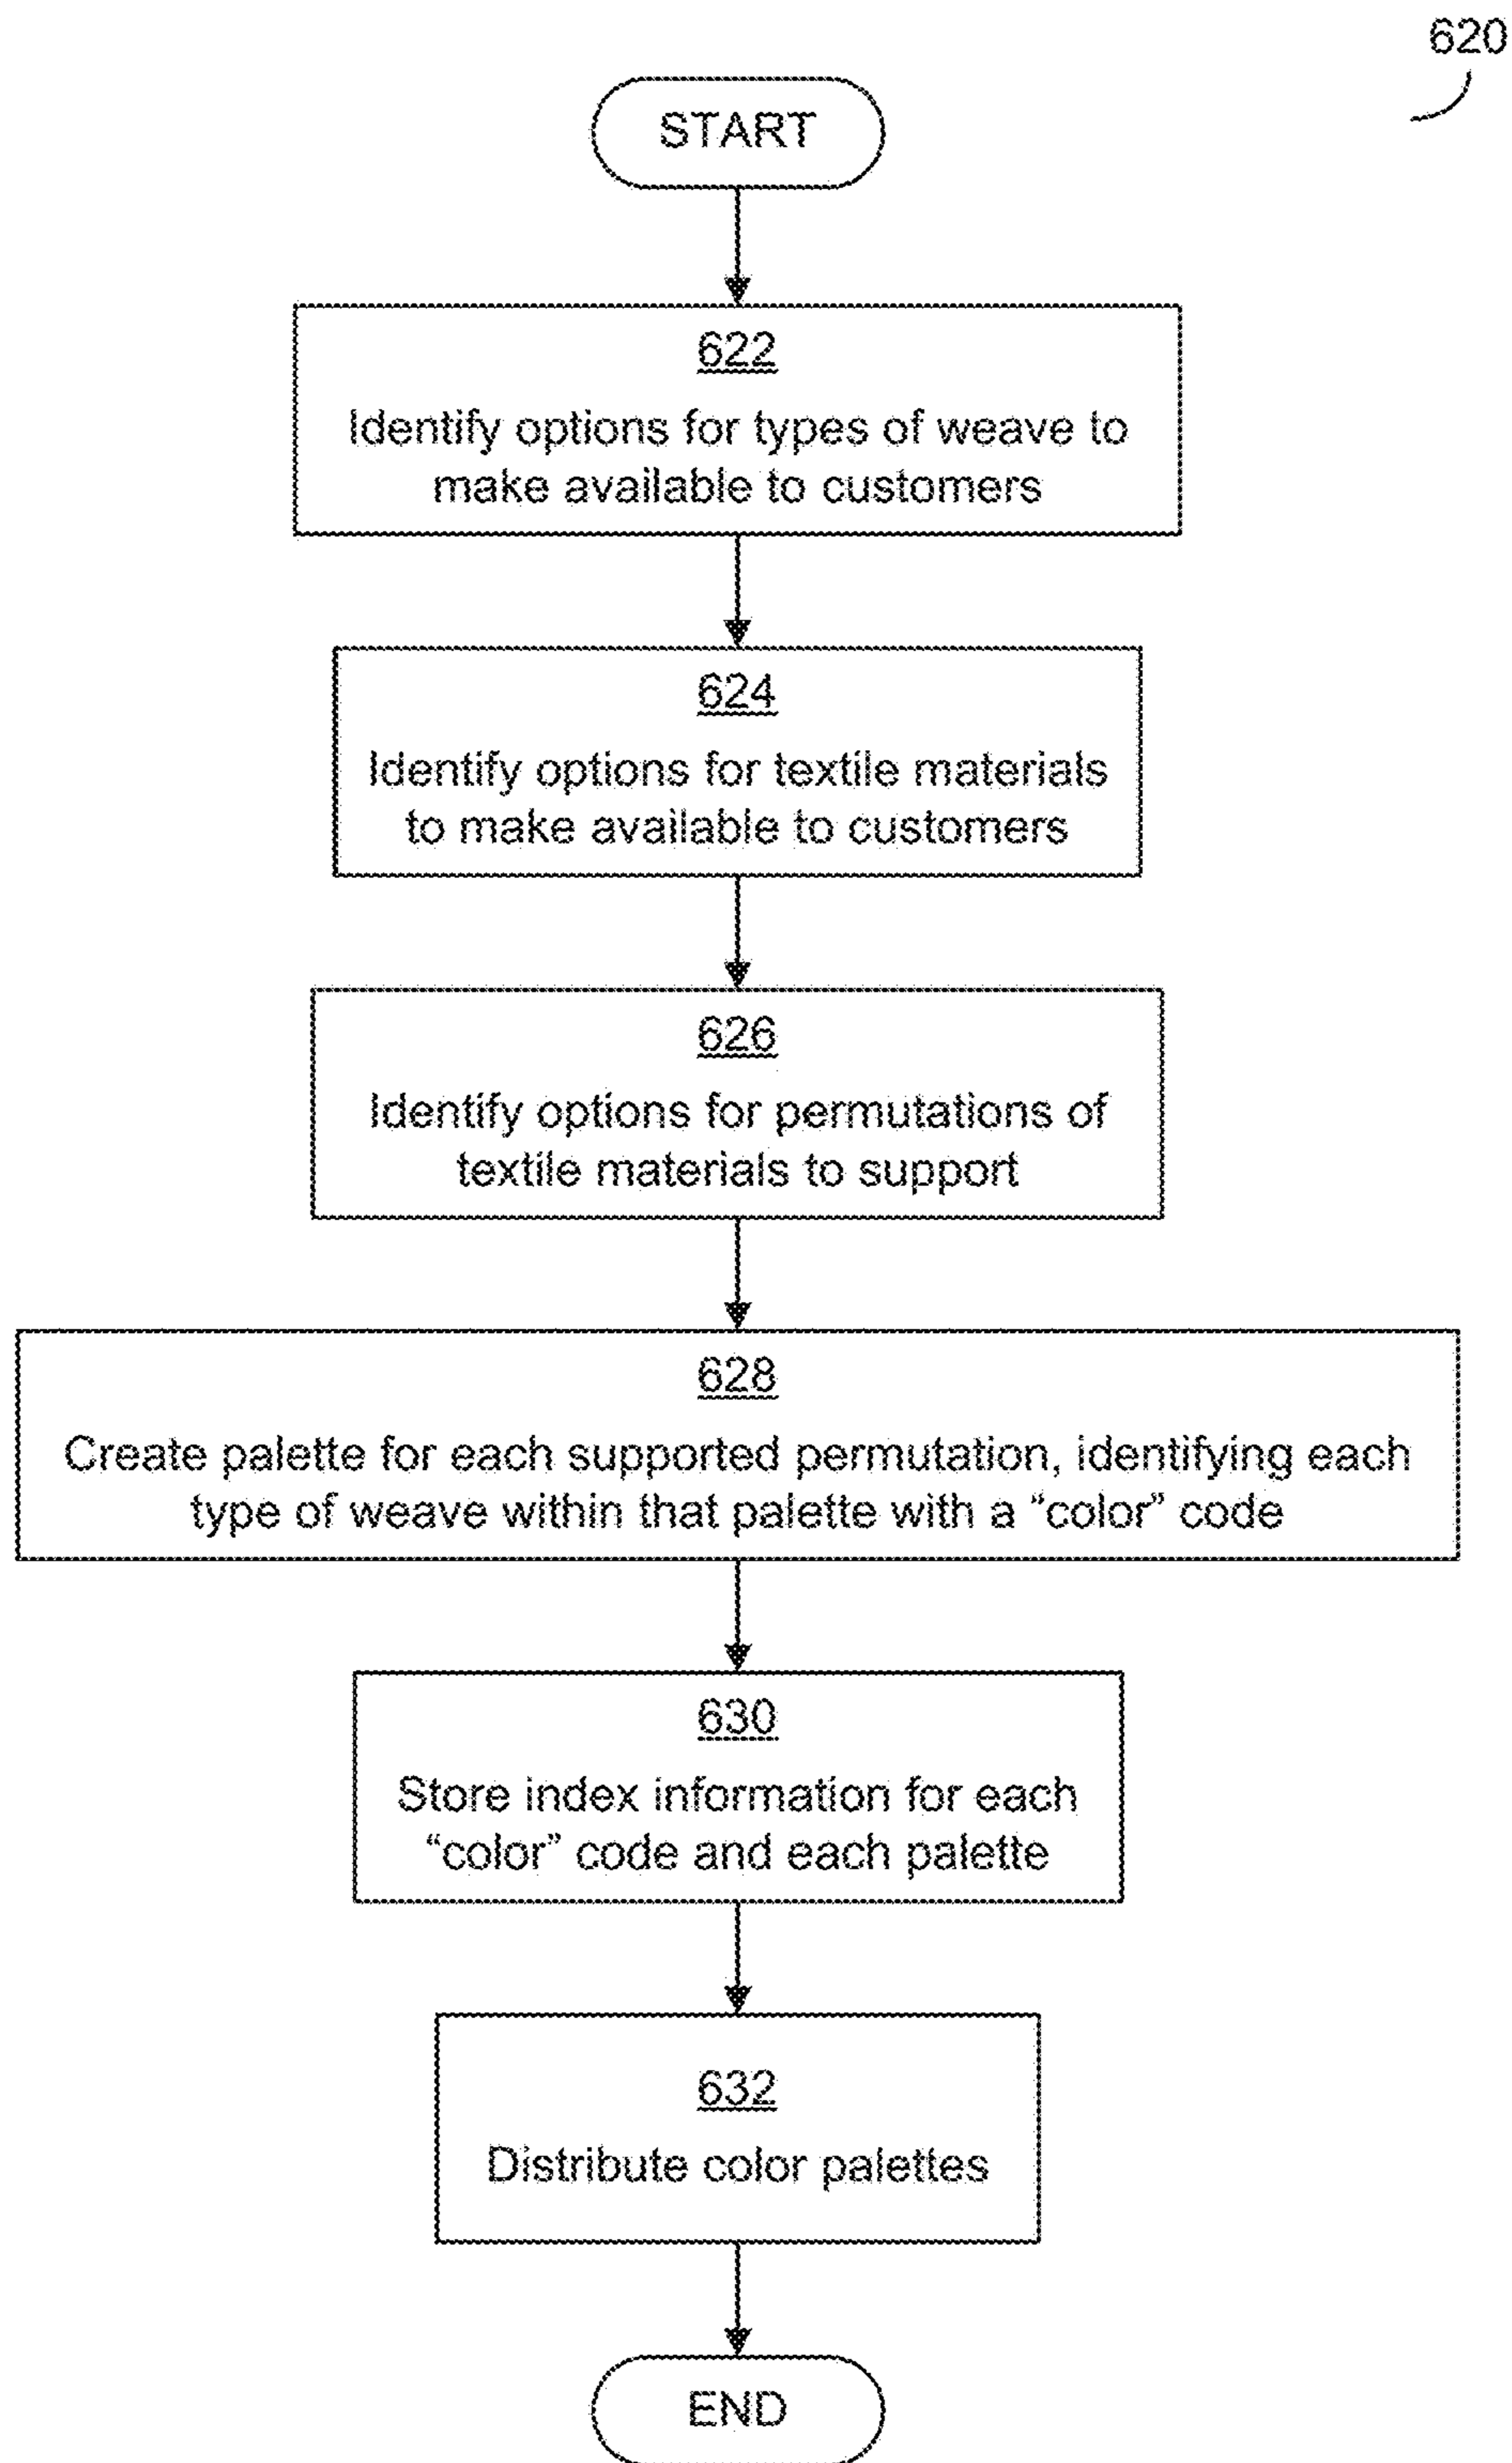 620
START
622
Identify options for types of weave to
make available to customers
624
Identify options for textile materials
to make available to customers
626
Identify options for permutations of
textile materials to support
628
Create palette for each supported permutation, identifying each
type of weave within that palette with a “color” code
630
Store index information for each
“color” code and each palette
632
Distribute color palettes
END